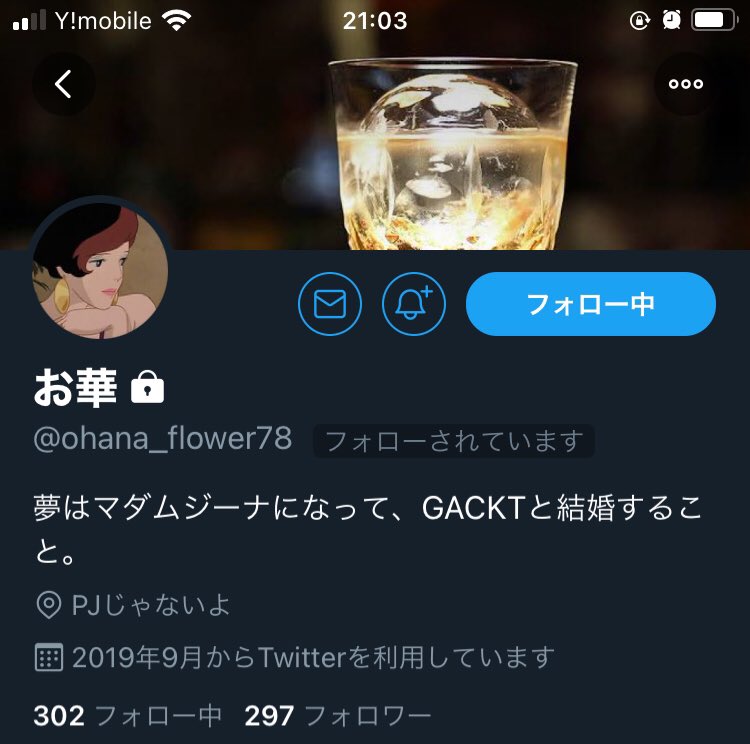 Y!mobile 21:03
フォロー中
お華
@ohana_flower78 フォローされています
夢はマダムジーナになって、GACKTと結婚するこ
と。
PJじゃないよ
2019年9月からTwitterを利用しています
302 フォロー中 297 フォロワー